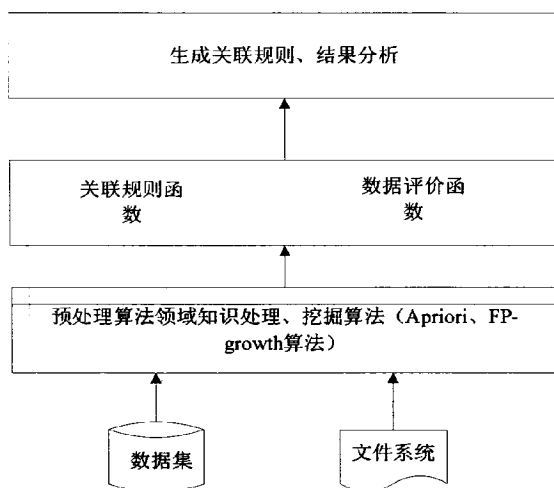 生成关联规则、结果分析
关联规则函
数
数据评价函
数
预处理算法领域知识处理、挖掘算法（Apriori、FP-
growth算法）
数据集
文件系统